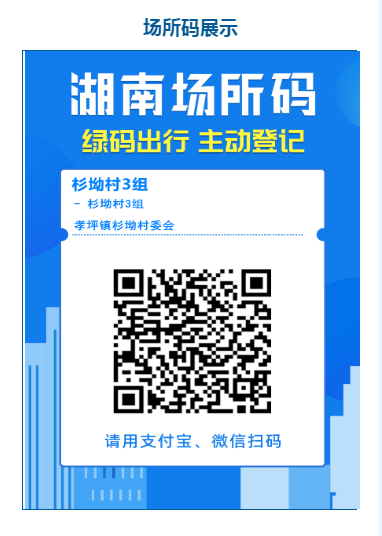 场所码展示
湖南场所码
绿码出行 主动登记
杉坳村3组
- 杉坳村3组
孝坪镇杉坳村委会
请用支付宝、微信扫码